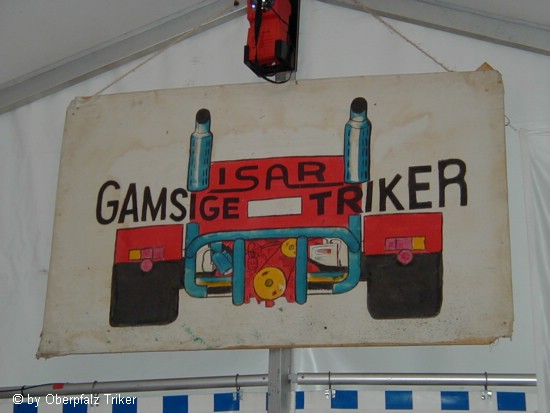 ISAR
GAMSIGE TRIKER
© by Oberpfalz Triker